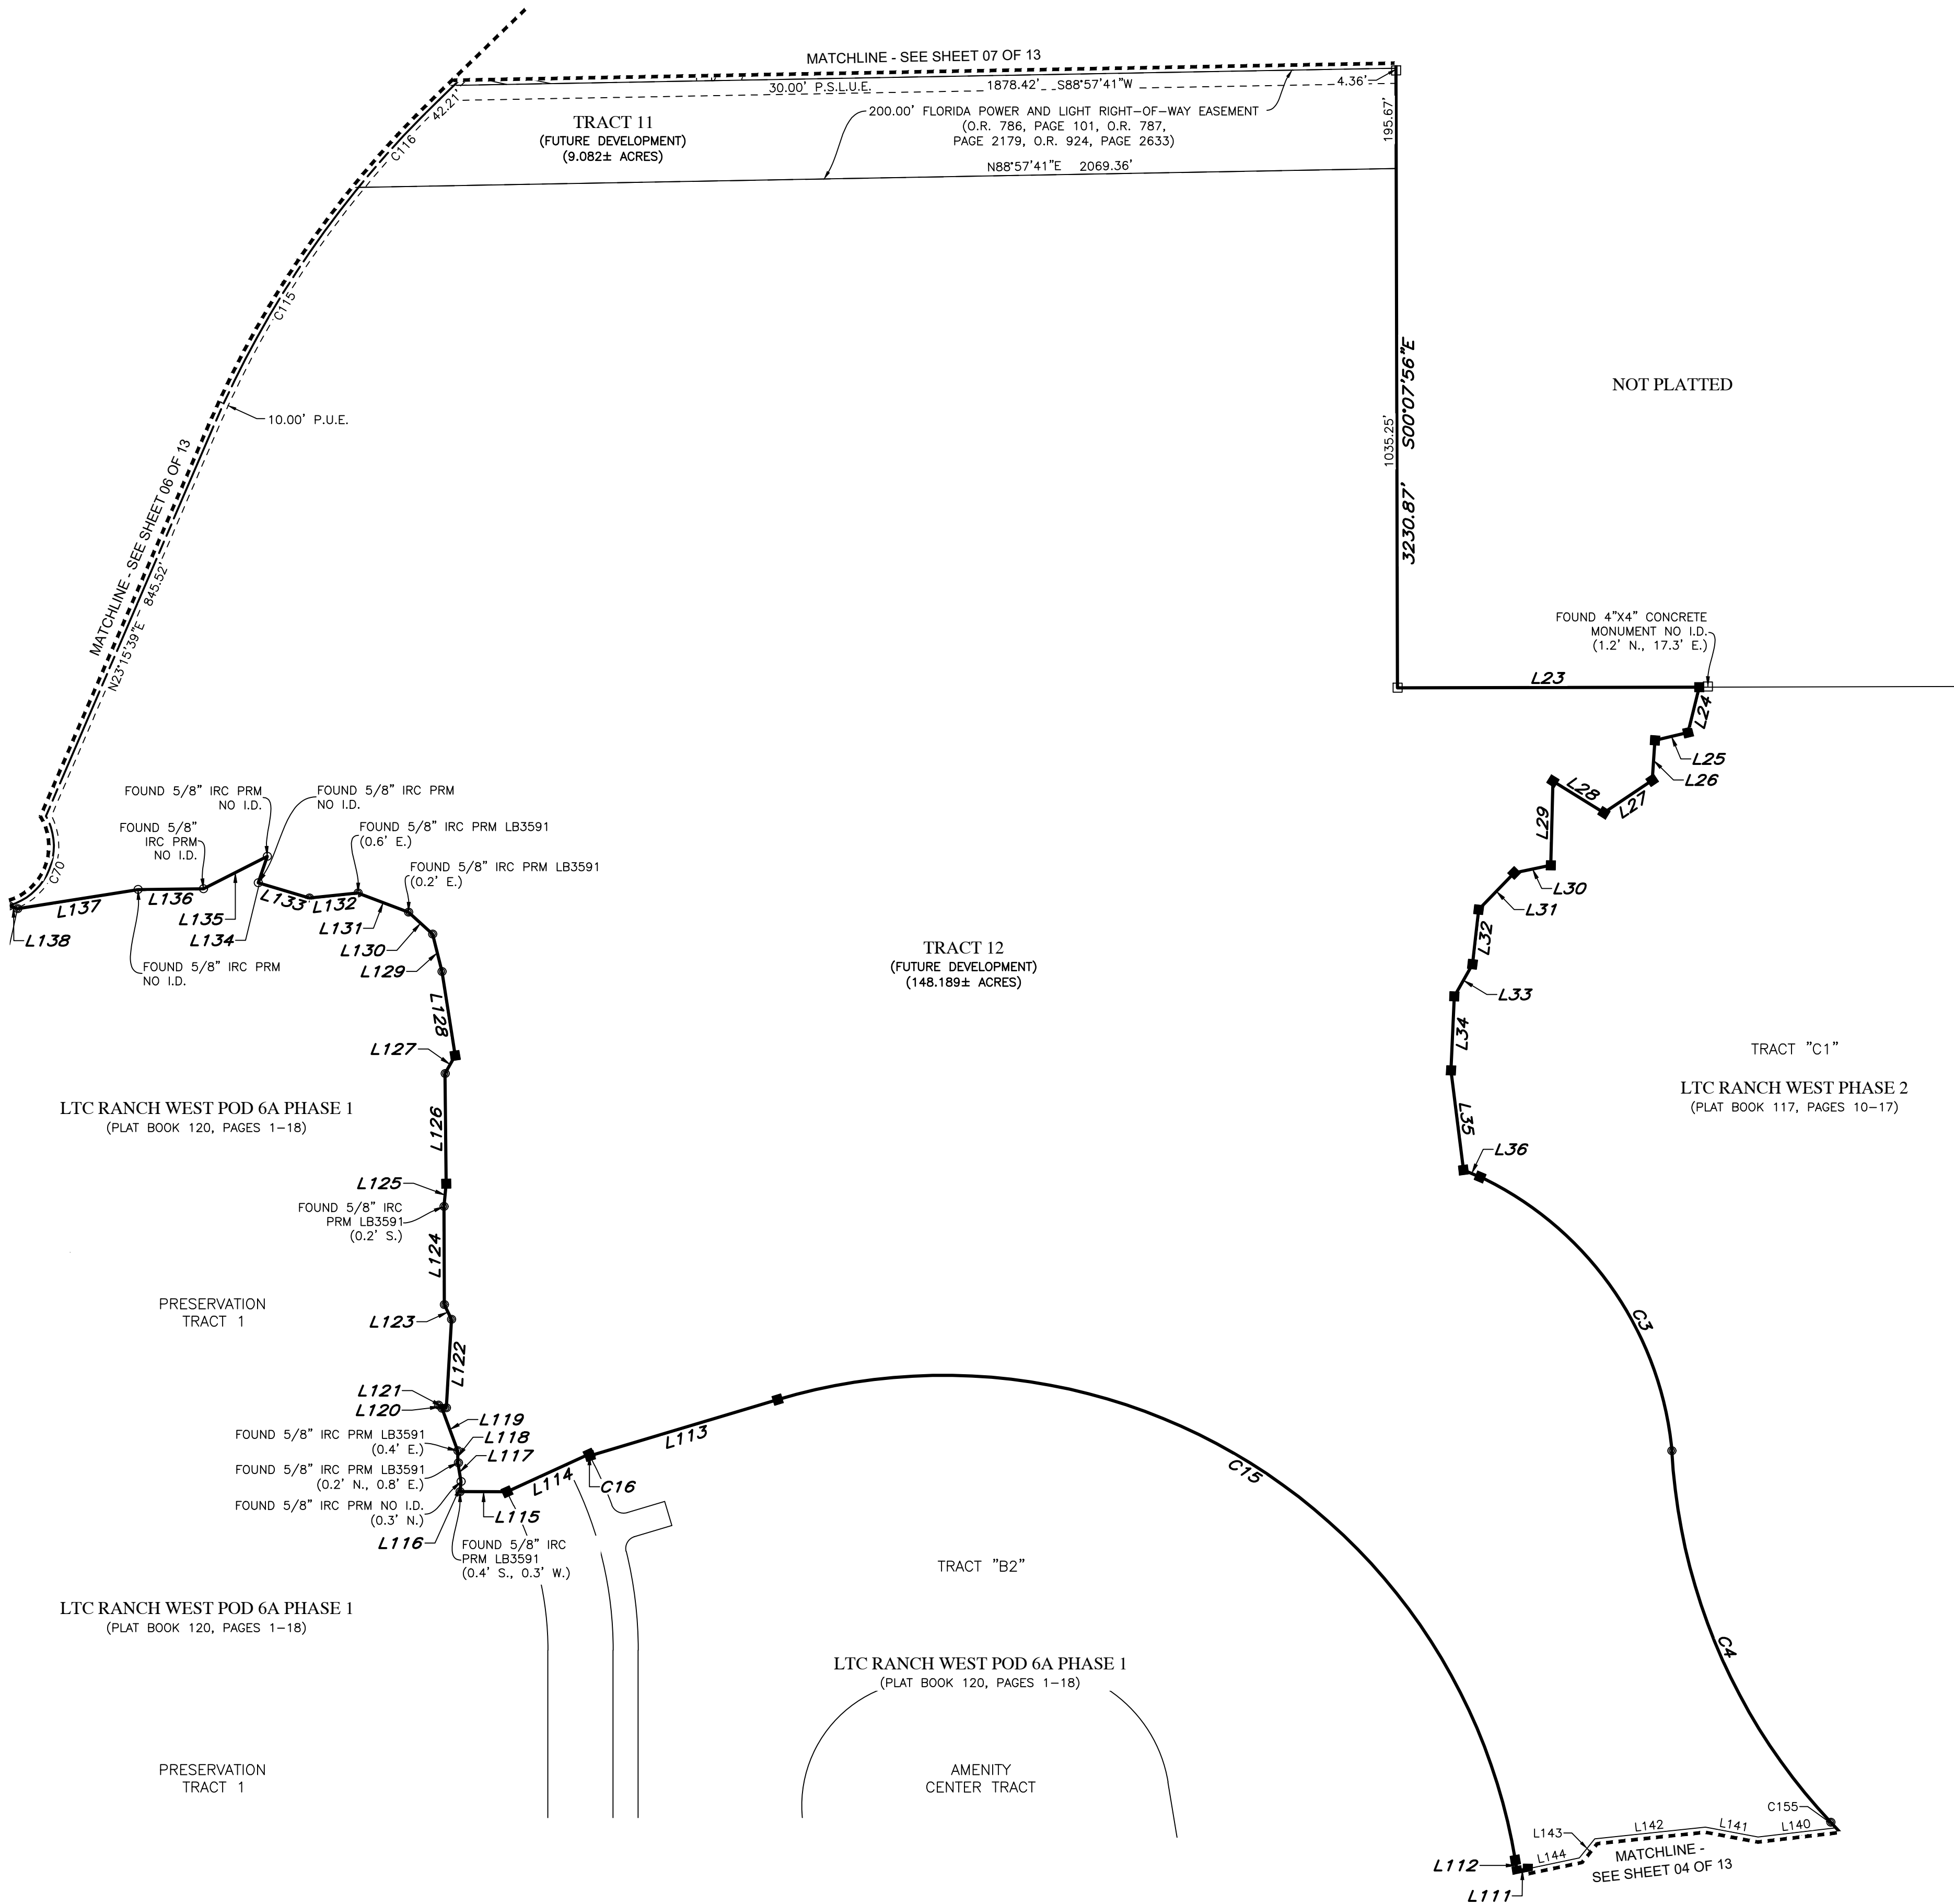 MATCHLINE - SEE SHEET 07 OF 13
30.00' P.S.L.U.E.
1878.42' S88°57'41"W
4.36'
42.21'
C116
TRACT 11
(FUTURE DEVELOPMENT)
(9.082± ACRES)
200.00' FLORIDA POWER AND LIGHT RIGHT-OF-WAY EASEMENT
(O.R. 786, PAGE 101, O.R. 787,
PAGE 2179, O.R. 924, PAGE 2633)
N88°57'41"E 2069.36'
195.67'
C115
10.00' P.U.E.
3230.87' S00°07'56"E
1035.25'
NOT PLATTED
MATCHLINE - SEE SHEET 06 OF 13
N23°15'39"E 845.52'
FOUND 4"X4" CONCRETE
MONUMENT NO I.D.
(1.2' N., 17.3' E.)
L23
L24
L25
L26
L27
L28
L29
L30
L31
L32
L33
L34
L35
L36
FOUND 5/8" IRC PRM
NO I.D.
FOUND 5/8" IRC PRM
NO I.D.
FOUND 5/8"
IRC PRM
NO I.D.
FOUND 5/8" IRC PRM LB3591
(0.6' E.)
FOUND 5/8" IRC PRM LB3591
(0.2' E.)
C70
L138
L137
L136
L135
L134
L133
L132
L131
L130
L129
FOUND 5/8" IRC PRM
NO I.D.
L128
L127
TRACT 12
(FUTURE DEVELOPMENT)
(148.189± ACRES)
TRACT "C1"
LTC RANCH WEST PHASE 2
(PLAT BOOK 117, PAGES 10-17)
LTC RANCH WEST POD 6A PHASE 1
(PLAT BOOK 120, PAGES 1-18)
L126
L125
FOUND 5/8" IRC
PRM LB3591
(0.2' S.)
L124
PRESERVATION
TRACT 1
L123
L122
L121
L120
L119
L118
L117
FOUND 5/8" IRC PRM LB3591
(0.4' E.)
FOUND 5/8" IRC PRM LB3591
(0.2' N., 0.8' E.)
FOUND 5/8" IRC PRM NO I.D.
(0.3' N.)
L116
L115
FOUND 5/8" IRC
PRM LB3591
(0.4' S., 0.3' W.)
L114
C16
L113
C15
C3
C4
TRACT "B2"
LTC RANCH WEST POD 6A PHASE 1
(PLAT BOOK 120, PAGES 1-18)
LTC RANCH WEST POD 6A PHASE 1
(PLAT BOOK 120, PAGES 1-18)
PRESERVATION
TRACT 1
AMENITY
CENTER TRACT
C155
L140
L141
L142
L143
L144
MATCHLINE -
SEE SHEET 04 OF 13
L112
L111